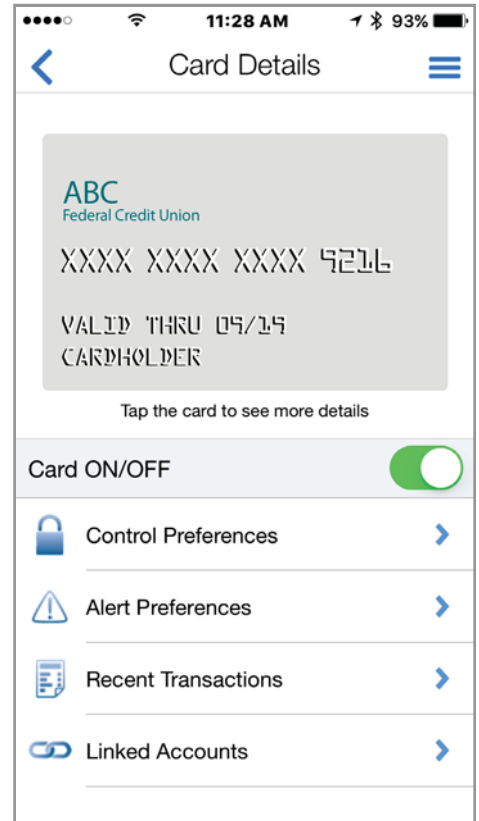 11:28 AM 93%
Card Details
ABC
Federal Credit Union
XXXX XXXX XXXX 9216
VALID THRU 09/19
CARDHOLDER
Tap the card to see more details
Card ON/OFF
Control Preferences
Alert Preferences
Recent Transactions
Linked Accounts